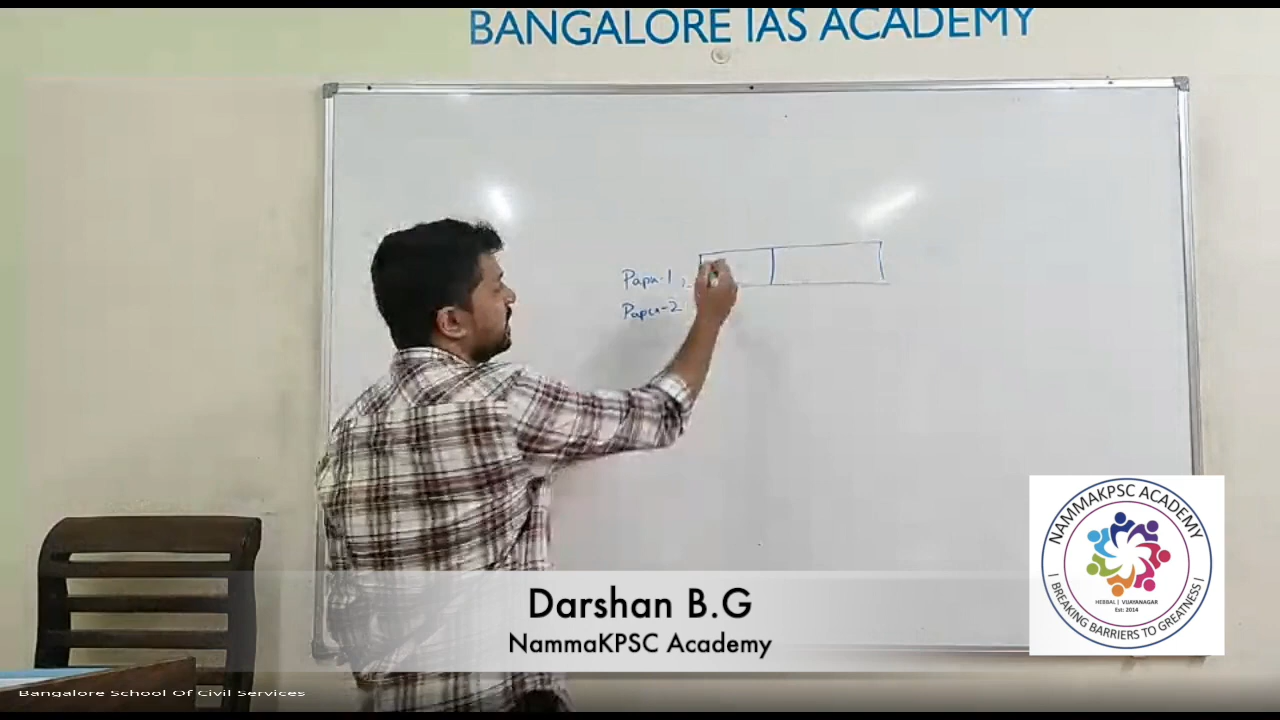 BANGALORE IAS ACADEMY
Paper-1
Paper-2
Darshan B.G
NammaKPSC Academy
NAMMAKPSC ACADEMY
HEBBAL | VIJAYANAGAR
Est: 2014
| BREAKING BARRIERS TO GREATNESS |
Bangalore School Of Civil Services